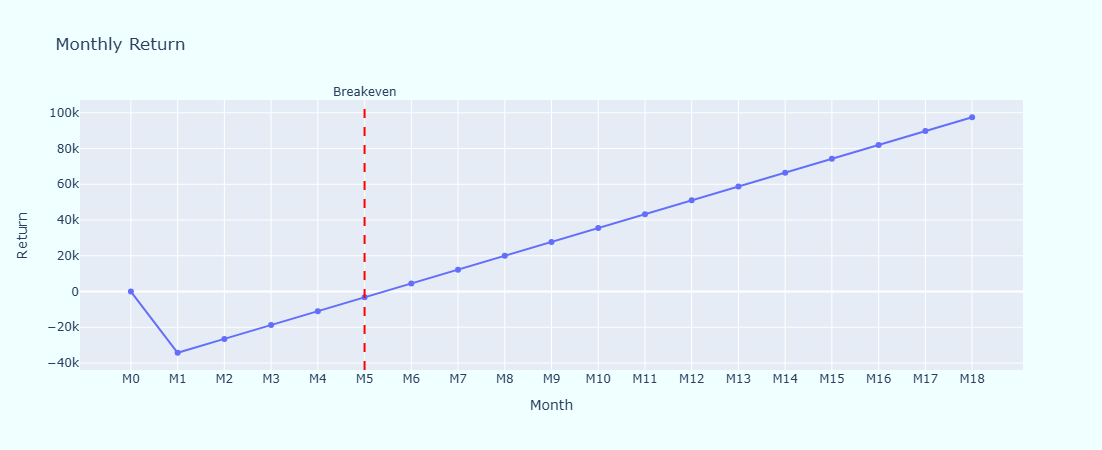 Monthly Return
Breakeven
100k
80k
60k
40k
20k
0
−20k
−40k
Return
M0 M1 M2 M3 M4 M5 M6 M7 M8 M9 M10 M11 M12 M13 M14 M15 M16 M17 M18
Month